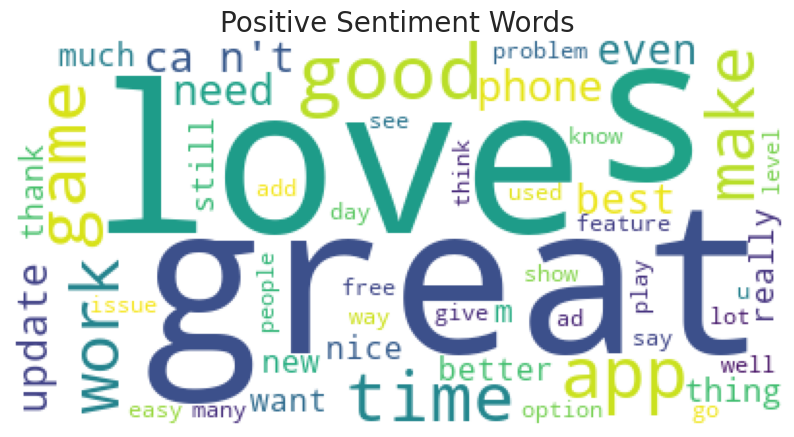 Positive Sentiment Words
much
ca n't
good
problem
even
need
phone
love
s
make
game
see
know
thank
still
think
level
add
used
best
day
feature
great
really
update
work
issue
people
free
way
give
m
show
ad
play
u
lot
say
new
nice
better
app
well
thing
want
time
easy
many
option
go